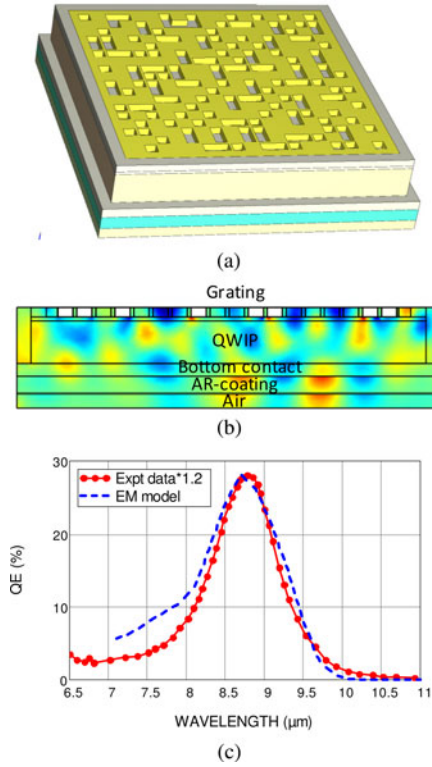 (a)
Grating
QWIP
Bottom contact
AR-coating
Air
(b)
30
20
10
0
QE (%)
Expt data*1.2
EM model
6.5 7 7.5 8 8.5 9 9.5 10 10.5 11
WAVELENGTH (µm)
(c)